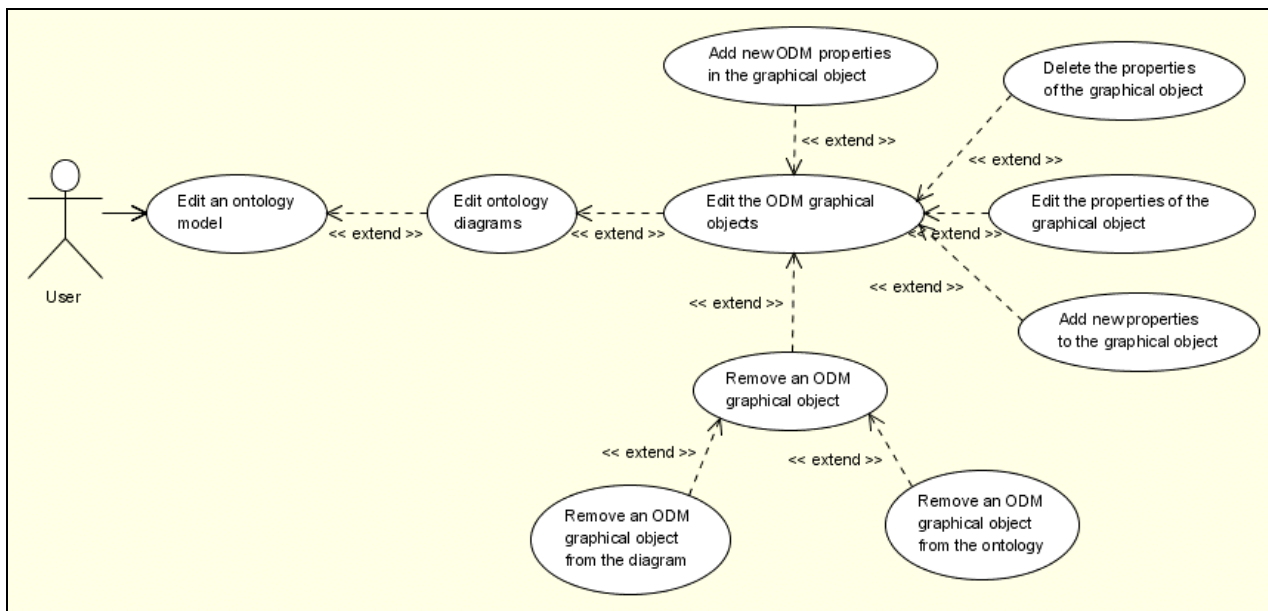 Add new ODM properties
in the graphical object
Delete the properties
of the graphical object
<< extend >>
<< extend >>
Edit an ontology
model
Edit ontology
diagrams
Edit the ODM graphical
objects
Edit the properties of the
graphical object
<< extend >>
<< extend >>
<< extend >>
User
<< extend >>
<< extend >>
Add new properties
to the graphical object
Remove an ODM
graphical object
<< extend >>
<< extend >>
Remove an ODM
graphical object
from the diagram
Remove an ODM
graphical object
from the ontology